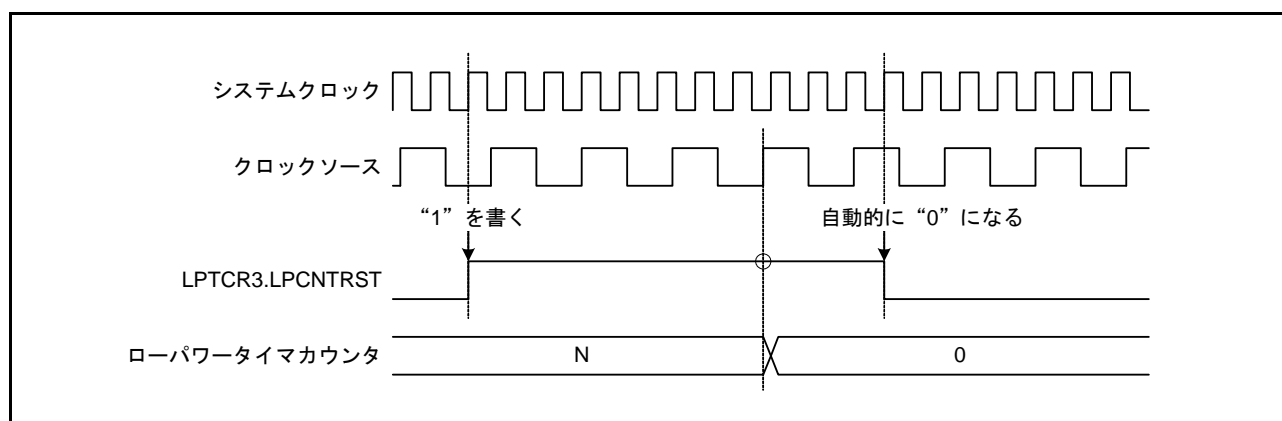 システムクロック
クロックソース
“1”を書く 自動的に“0”になる
LPTCR3.LPCNTRST
ローパワータイマカウンタ N 0